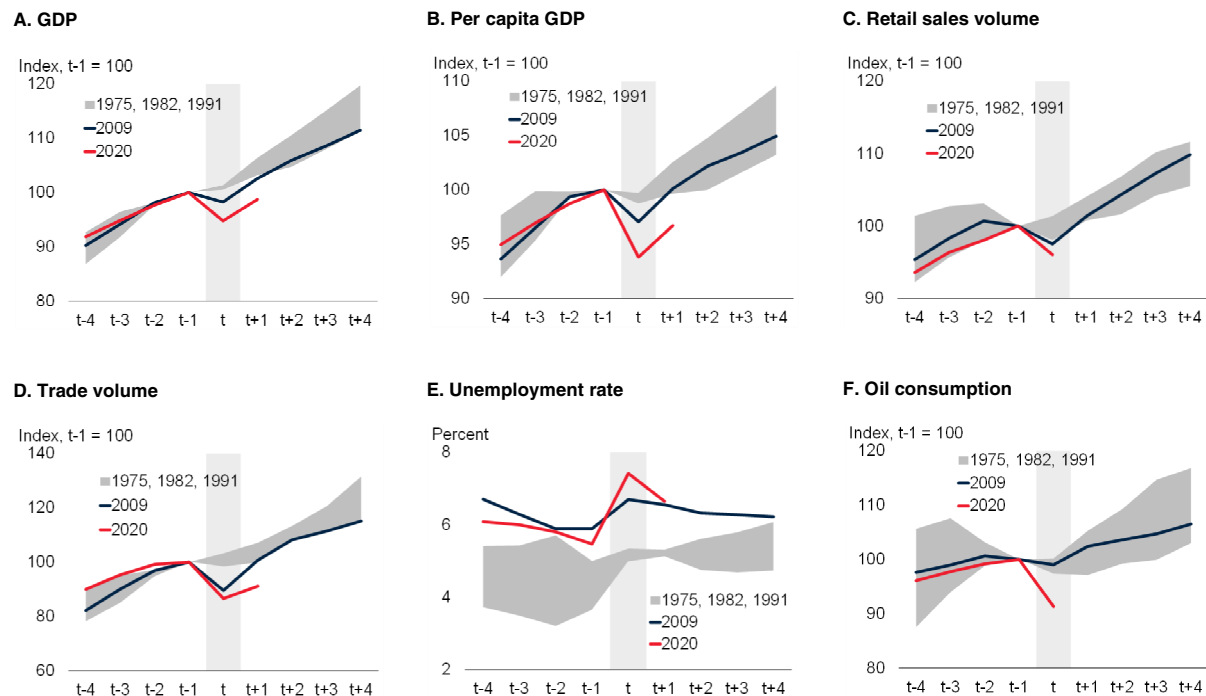 A. GDP
Index, t-1 = 100
120
110
100
90
80
1975, 1982, 1991
2009
2020
t-4 t-3 t-2 t-1 t t+1 t+2 t+3 t+4
B. Per capita GDP
Index, t-1 = 100
110
105
100
95
90
1975, 1982, 1991
2009
2020
t-4 t-3 t-2 t-1 t t+1 t+2 t+3 t+4
C. Retail sales volume
Index, t-1 = 100
120
110
100
90
1975, 1982, 1991
2009
2020
t-4 t-3 t-2 t-1 t t+1 t+2 t+3 t+4
D. Trade volume
Index, t-1 = 100
140
120
100
80
60
1975, 1982, 1991
2009
2020
t-4 t-3 t-2 t-1 t t+1 t+2 t+3 t+4
E. Unemployment rate
Percent
8
6
4
2
1975, 1982, 1991
2009
2020
t-4 t-3 t-2 t-1 t t+1 t+2 t+3 t+4
F. Oil consumption
Index, t-1 = 100
120
110
100
90
80
1975, 1982, 1991
2009
2020
t-4 t-3 t-2 t-1 t t+1 t+2 t+3 t+4